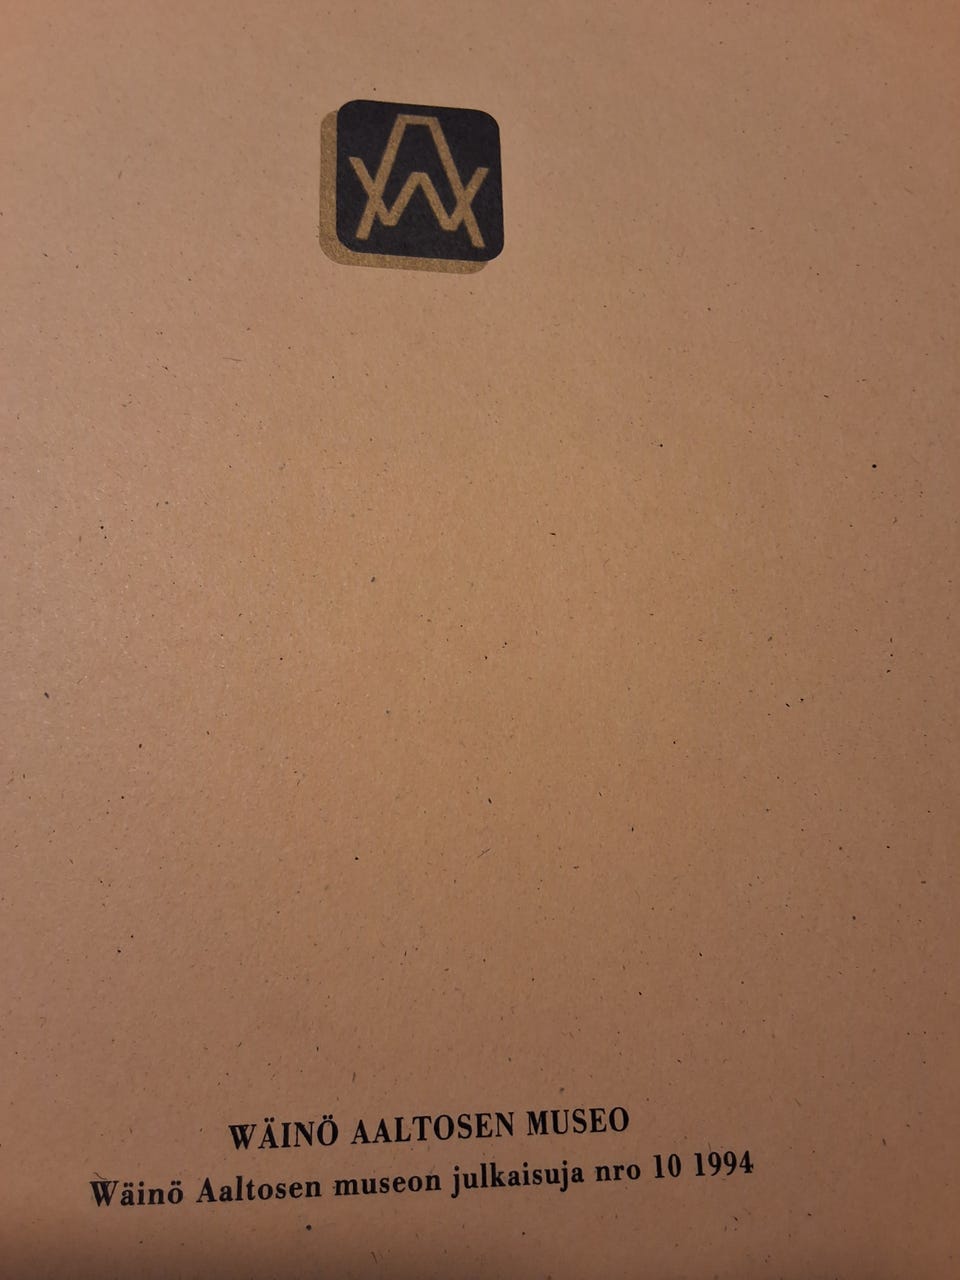 WÄINÖ AALTOSEN MUSEO
Wäinö Aaltosen museon julkaisuja nro 10 1994